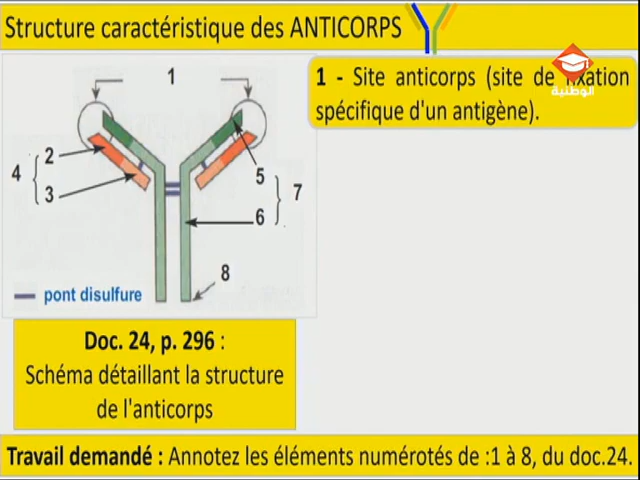 Structure caractéristique des ANTICORPS
1 - Site anticorps (site de fixation
spécifique d'un antigène).
الوطنية
1
2
4
3
5
7
6
8
pont disulfure
Doc. 24, p. 296 :
Schéma détaillant la structure
de l'anticorps
Travail demandé : Annotez les éléments numérotés de :1 à 8, du doc.24.